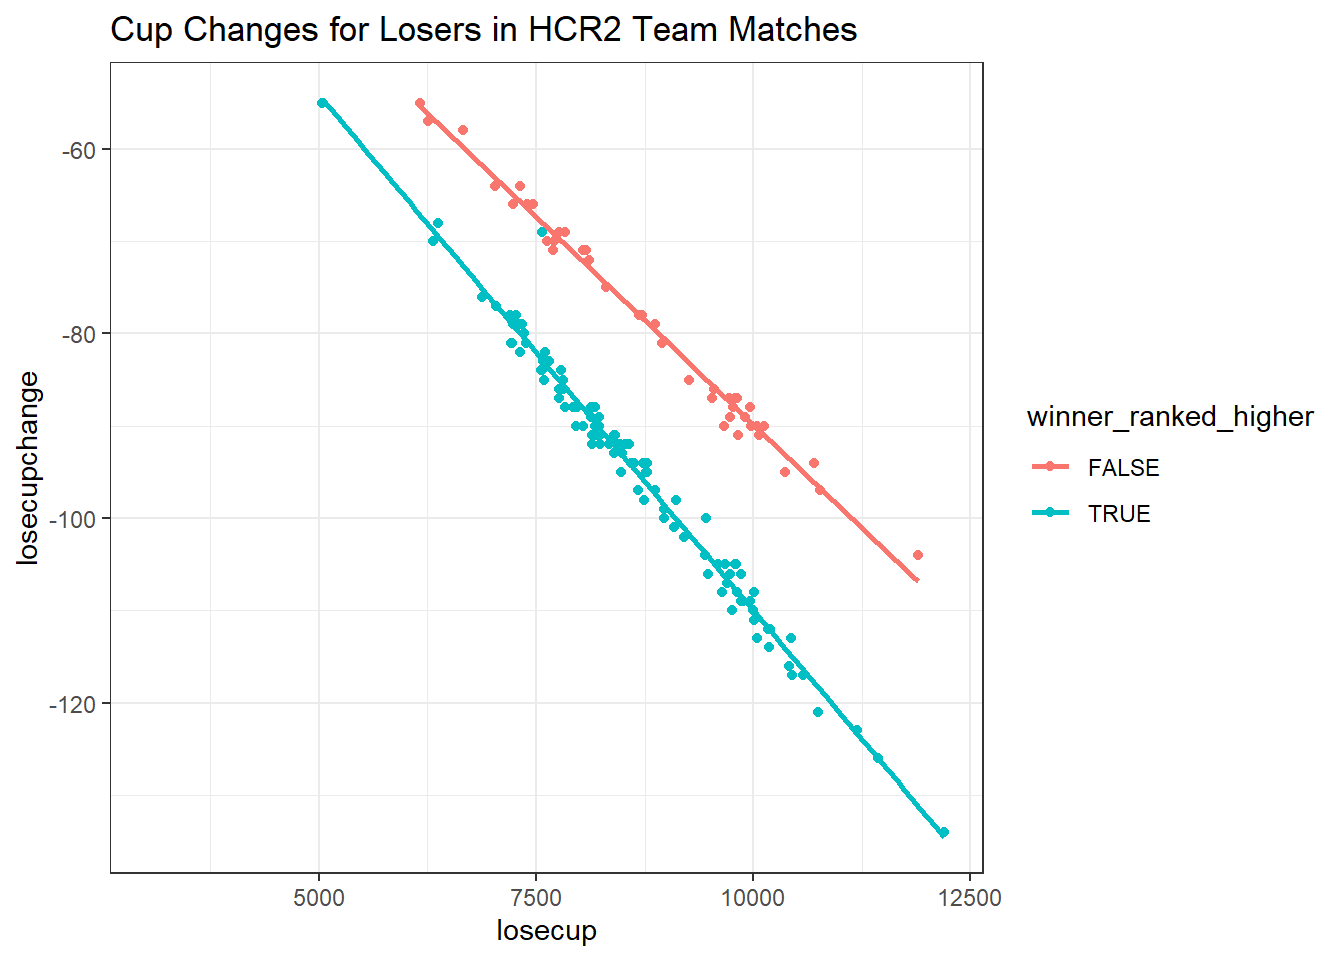 Cup Changes for Losers in HCR2 Team Matches
-60
-80
-100
-120
losecupchange
5000 7500 10000 12500
losecup
winner_ranked_higher
FALSE
TRUE